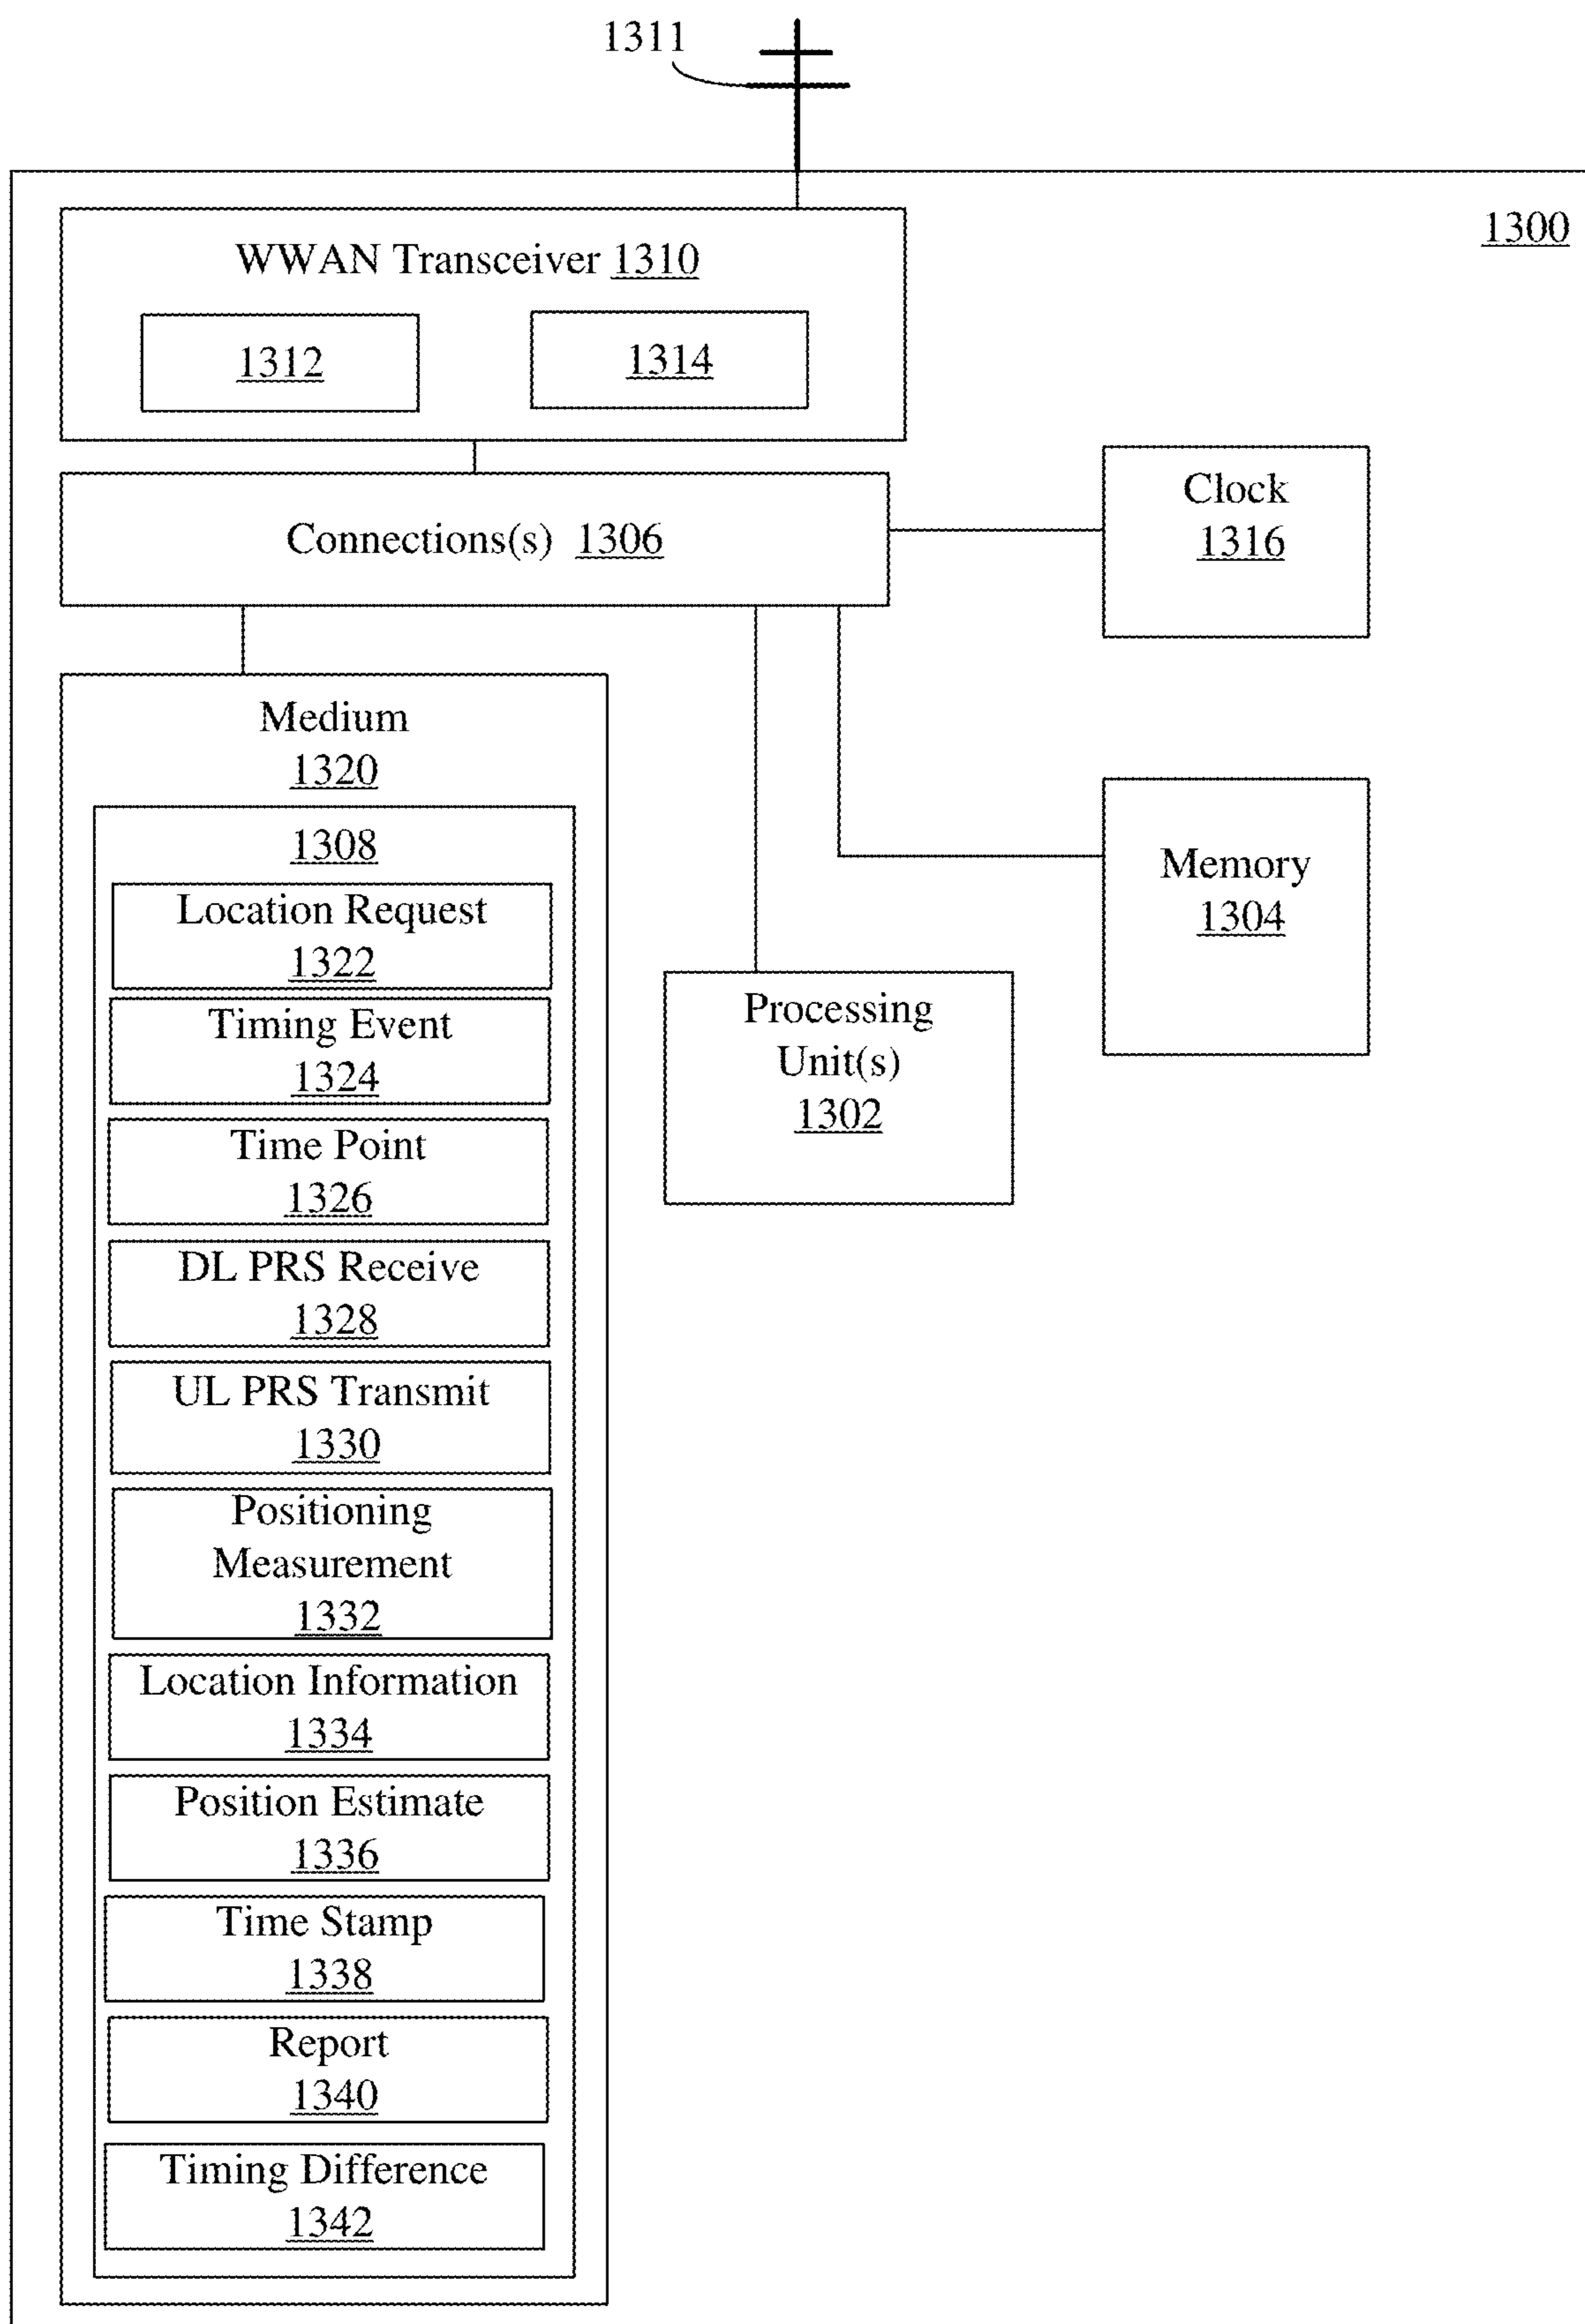 1311
1300
WWAN Transceiver 1310
1312
1314
Connections(s) 1306
Clock
1316
Medium
1320
1308
Location Request
1322
Timing Event
1324
Time Point
1326
DL PRS Receive
1328
UL PRS Transmit
1330
Positioning
Measurement
1332
Location Information
1334
Position Estimate
1336
Time Stamp
1338
Report
1340
Timing Difference
1342
Processing
Unit(s)
1302
Memory
1304